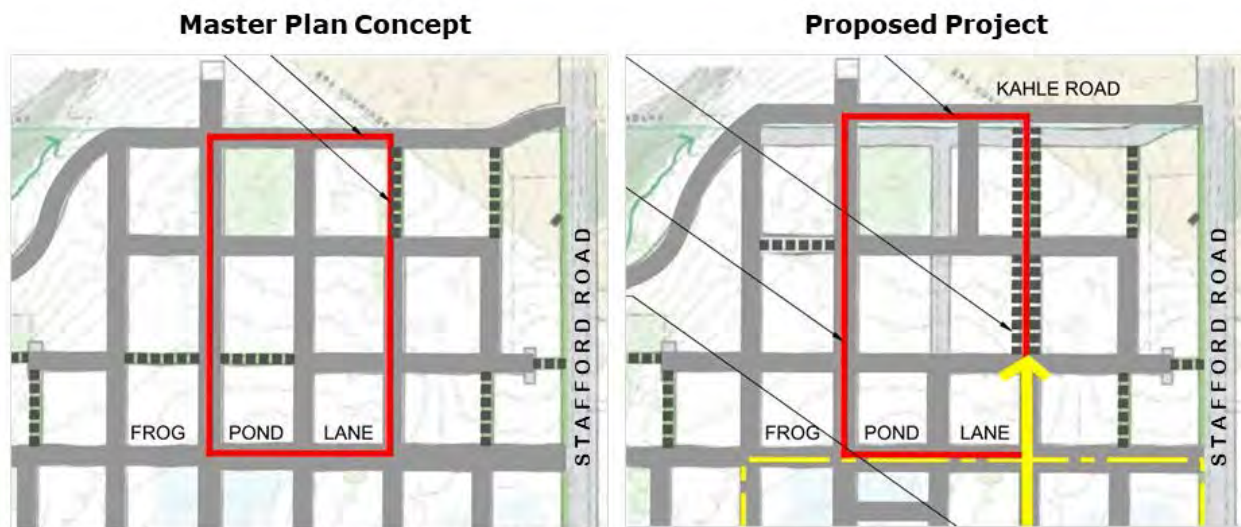 Master Plan Concept
Proposed Project
FROG POND LANE
STAFFORD ROAD
KAHLE ROAD
FROG POND LANE
STAFFORD ROAD